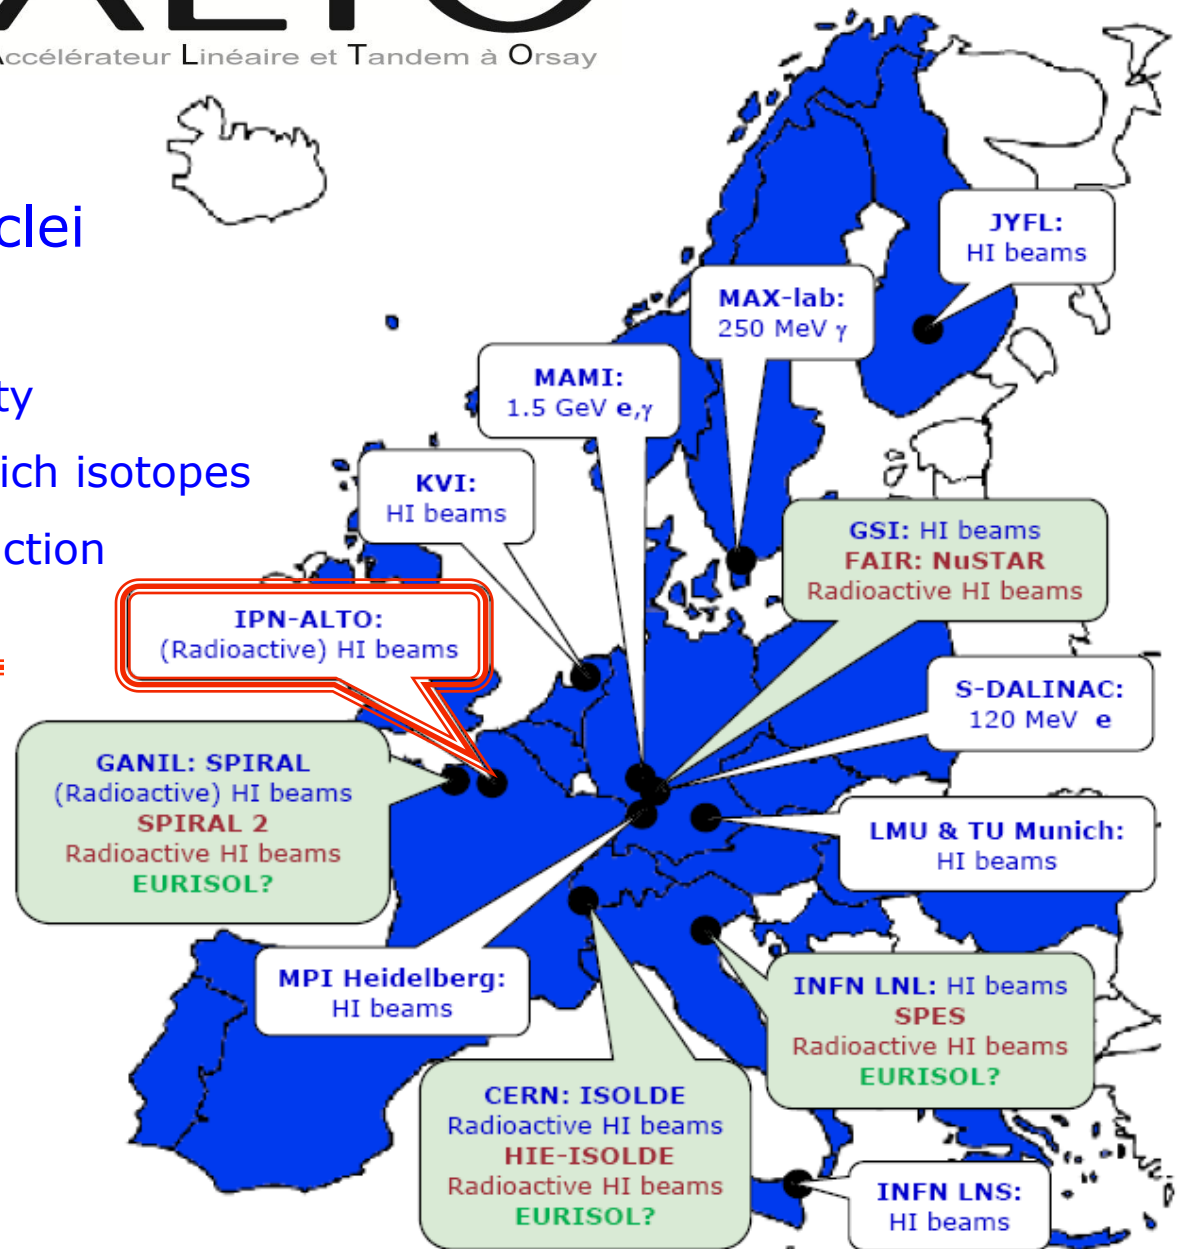 ALTO
Accélérateur Linéaire et Tandem à Orsay
clei
ty
ich isotopes
ction
JYFL:
HI beams
MAX-lab:
250 MeV γ
MAMI:
1.5 GeV e,γ
KVI:
HI beams
GSI: HI beams
FAIR: NuSTAR
Radioactive HI beams
IPN-ALTO:
(Radioactive) HI beams
S-DALINAC:
120 MeV e
GANIL: SPIRAL
(Radioactive) HI beams
SPIRAL 2
Radioactive HI beams
EURISOL?
LMU & TU Munich:
HI beams
MPI Heidelberg:
HI beams
INFN LNL: HI beams
SPES
Radioactive HI beams
EURISOL?
CERN: ISOLDE
Radioactive HI beams
HIE-ISOLDE
Radioactive HI beams
EURISOL?
INFN LNS:
HI beams